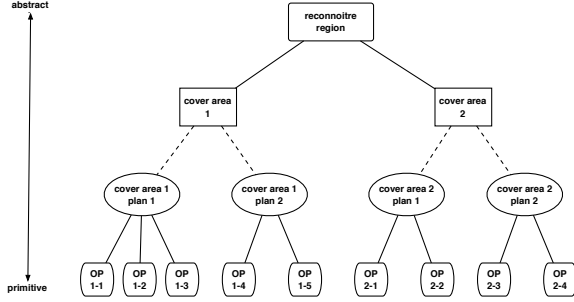 abstract
reconnoitre
region
cover area
1
cover area
2
cover area 1
plan 1
cover area 1
plan 2
cover area 2
plan 1
cover area 2
plan 2
OP
1-1
OP
1-2
OP
1-3
OP
1-4
OP
1-5
OP
2-1
OP
2-2
OP
2-3
OP
2-4
primitive